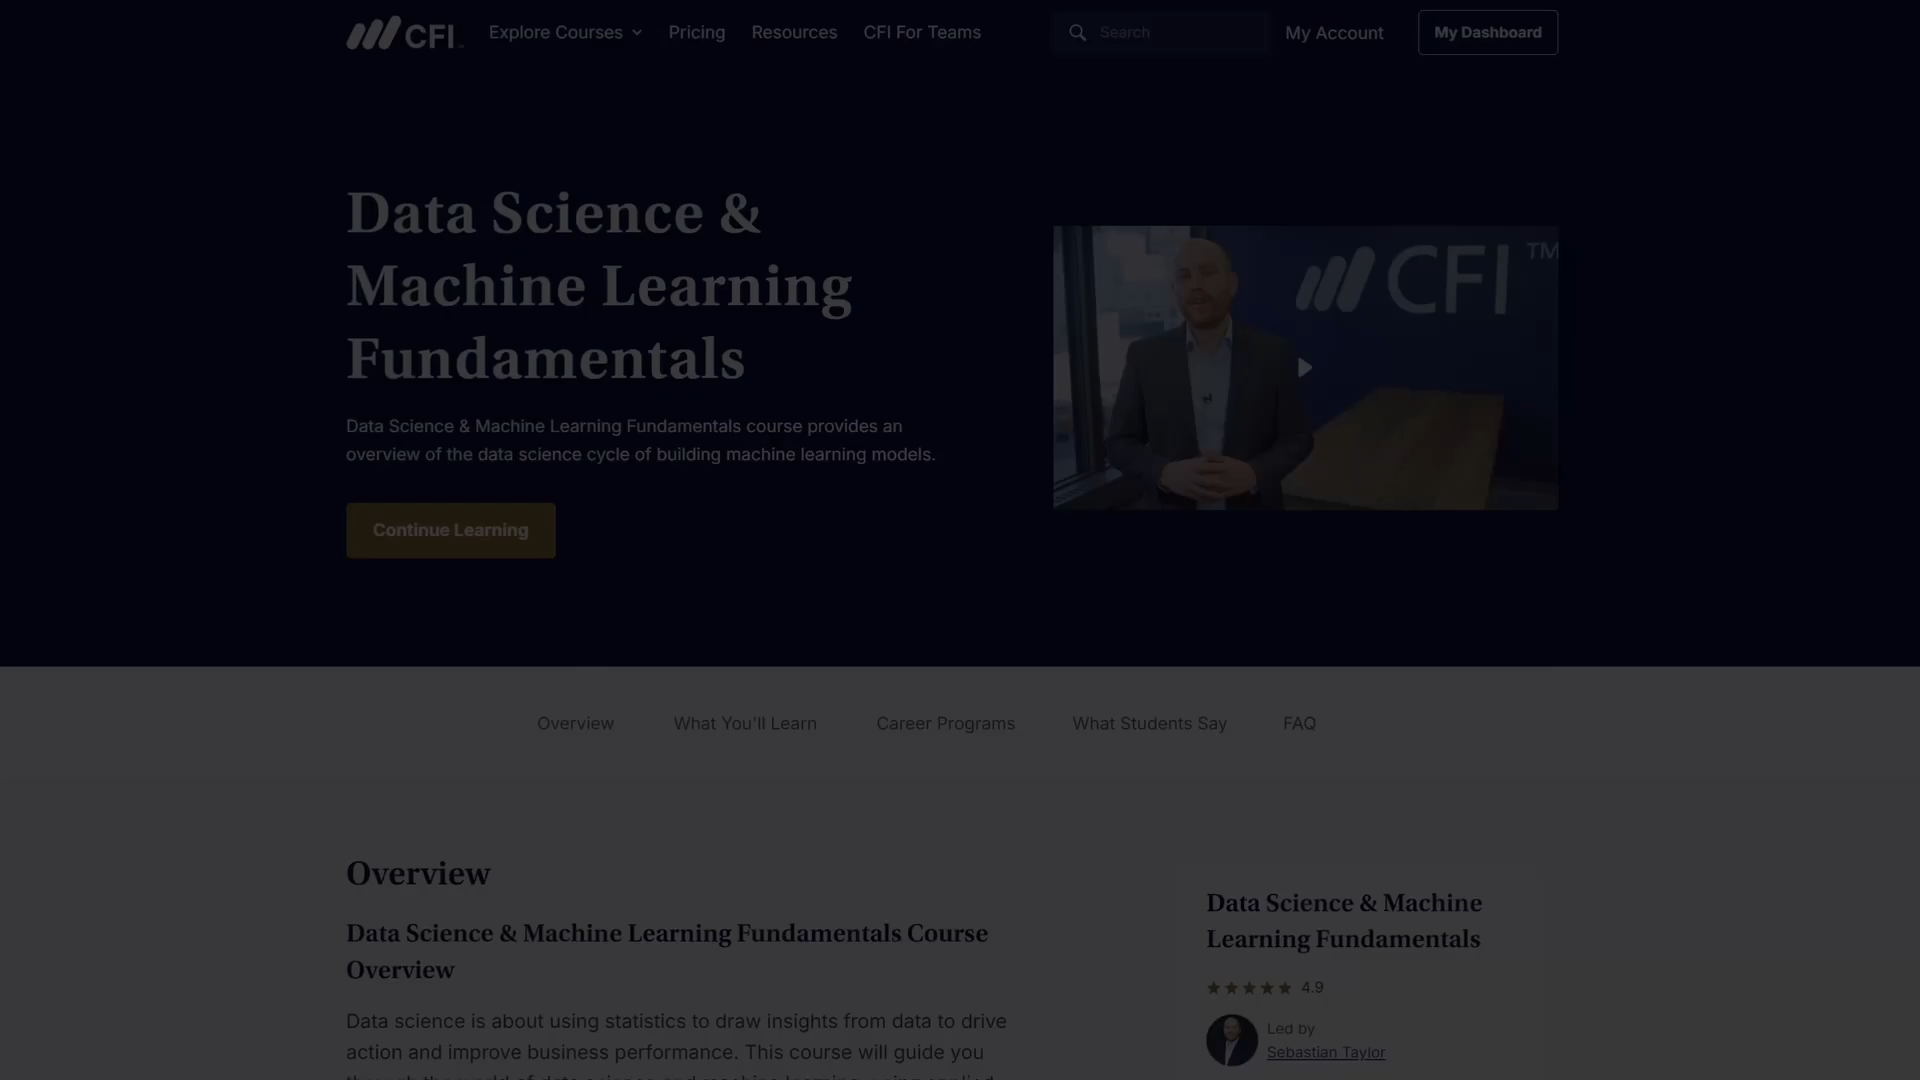 CFI
Explore Courses
Pricing
Resources
CFI For Teams
Search
My Account
My Dashboard
Data Science &
Machine Learning
Fundamentals
Data Science & Machine Learning Fundamentals course provides an
overview of the data science cycle of building machine learning models.
Continue Learning
CFI™
Overview
What You'll Learn
Career Programs
What Students Say
FAQ
Overview
Data Science & Machine Learning Fundamentals Course
Overview
Data science is about using statistics to draw insights from data to drive
action and improve business performance. This course will guide you
Data Science & Machine
Learning Fundamentals
4.9
Led by
Sebastian Taylor